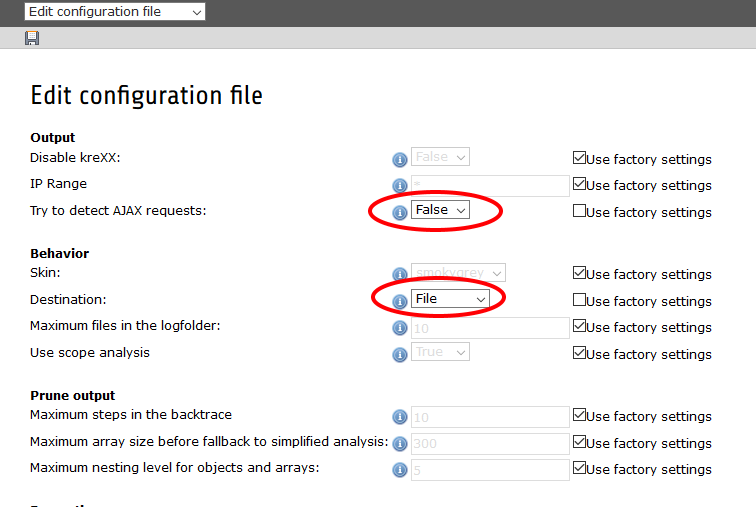 Edit configuration file
Edit configuration file
Output
Disable kreXX: False Use factory settings
IP Range * Use factory settings
Try to detect AJAX requests: False Use factory settings
Behavior
Skin: smokygrey Use factory settings
Destination: File Use factory settings
Maximum files in the logfolder: 10 Use factory settings
Use scope analysis True Use factory settings
Prune output
Maximum steps in the backtrace 10 Use factory settings
Maximum array size before fallback to simplified analysis: 300 Use factory settings
Maximum nesting level for objects and arrays: 5 Use factory settings